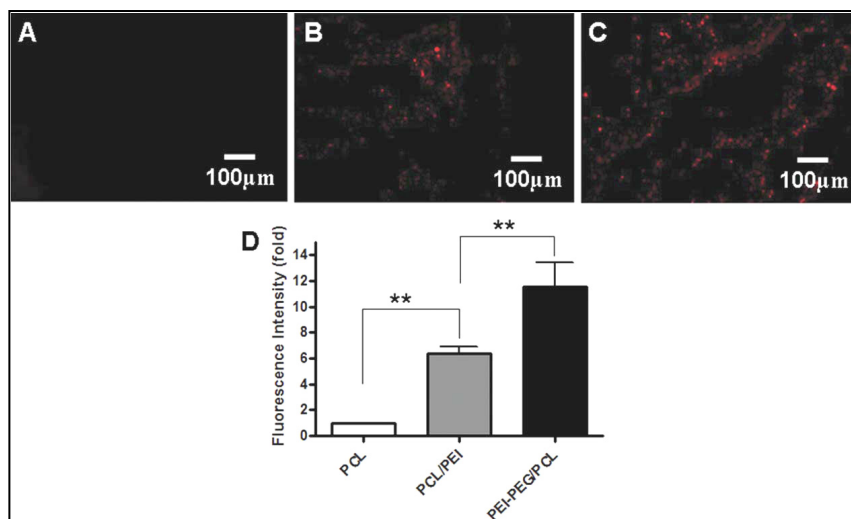 A
B
C
100µm
100µm
100µm
D
Fluorescence Intensity (fold)
14
12
10
8
6
4
2
0
**
**
PCL
PCL/PEI
PEI-PEG/PCL